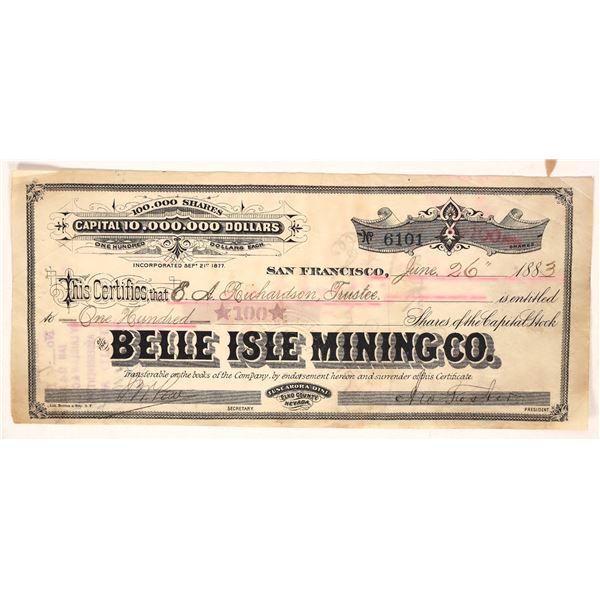 100.000 SHARES
CAPITAL 10.000.000 DOLLARS
ONE HUNDRED DOLLARS EACH
INCORPORATED SEPT 21ST 1877.
No 6101 100 SHARES
SAN FRANCISCO, June 26" 1883
This Certifies that E. A. Richardson, Trustee is entitled
to One Hundred ★100★ Shares of the Capital Stock
of the BELLE ISLE MINING CO.
Transferable on the books of the Company, by endorsement hereon and surrender of this Certificate.
TUSCARORA DIST
ELKO COUNTY
NEVADA
SECRETARY.
PRESIDENT.